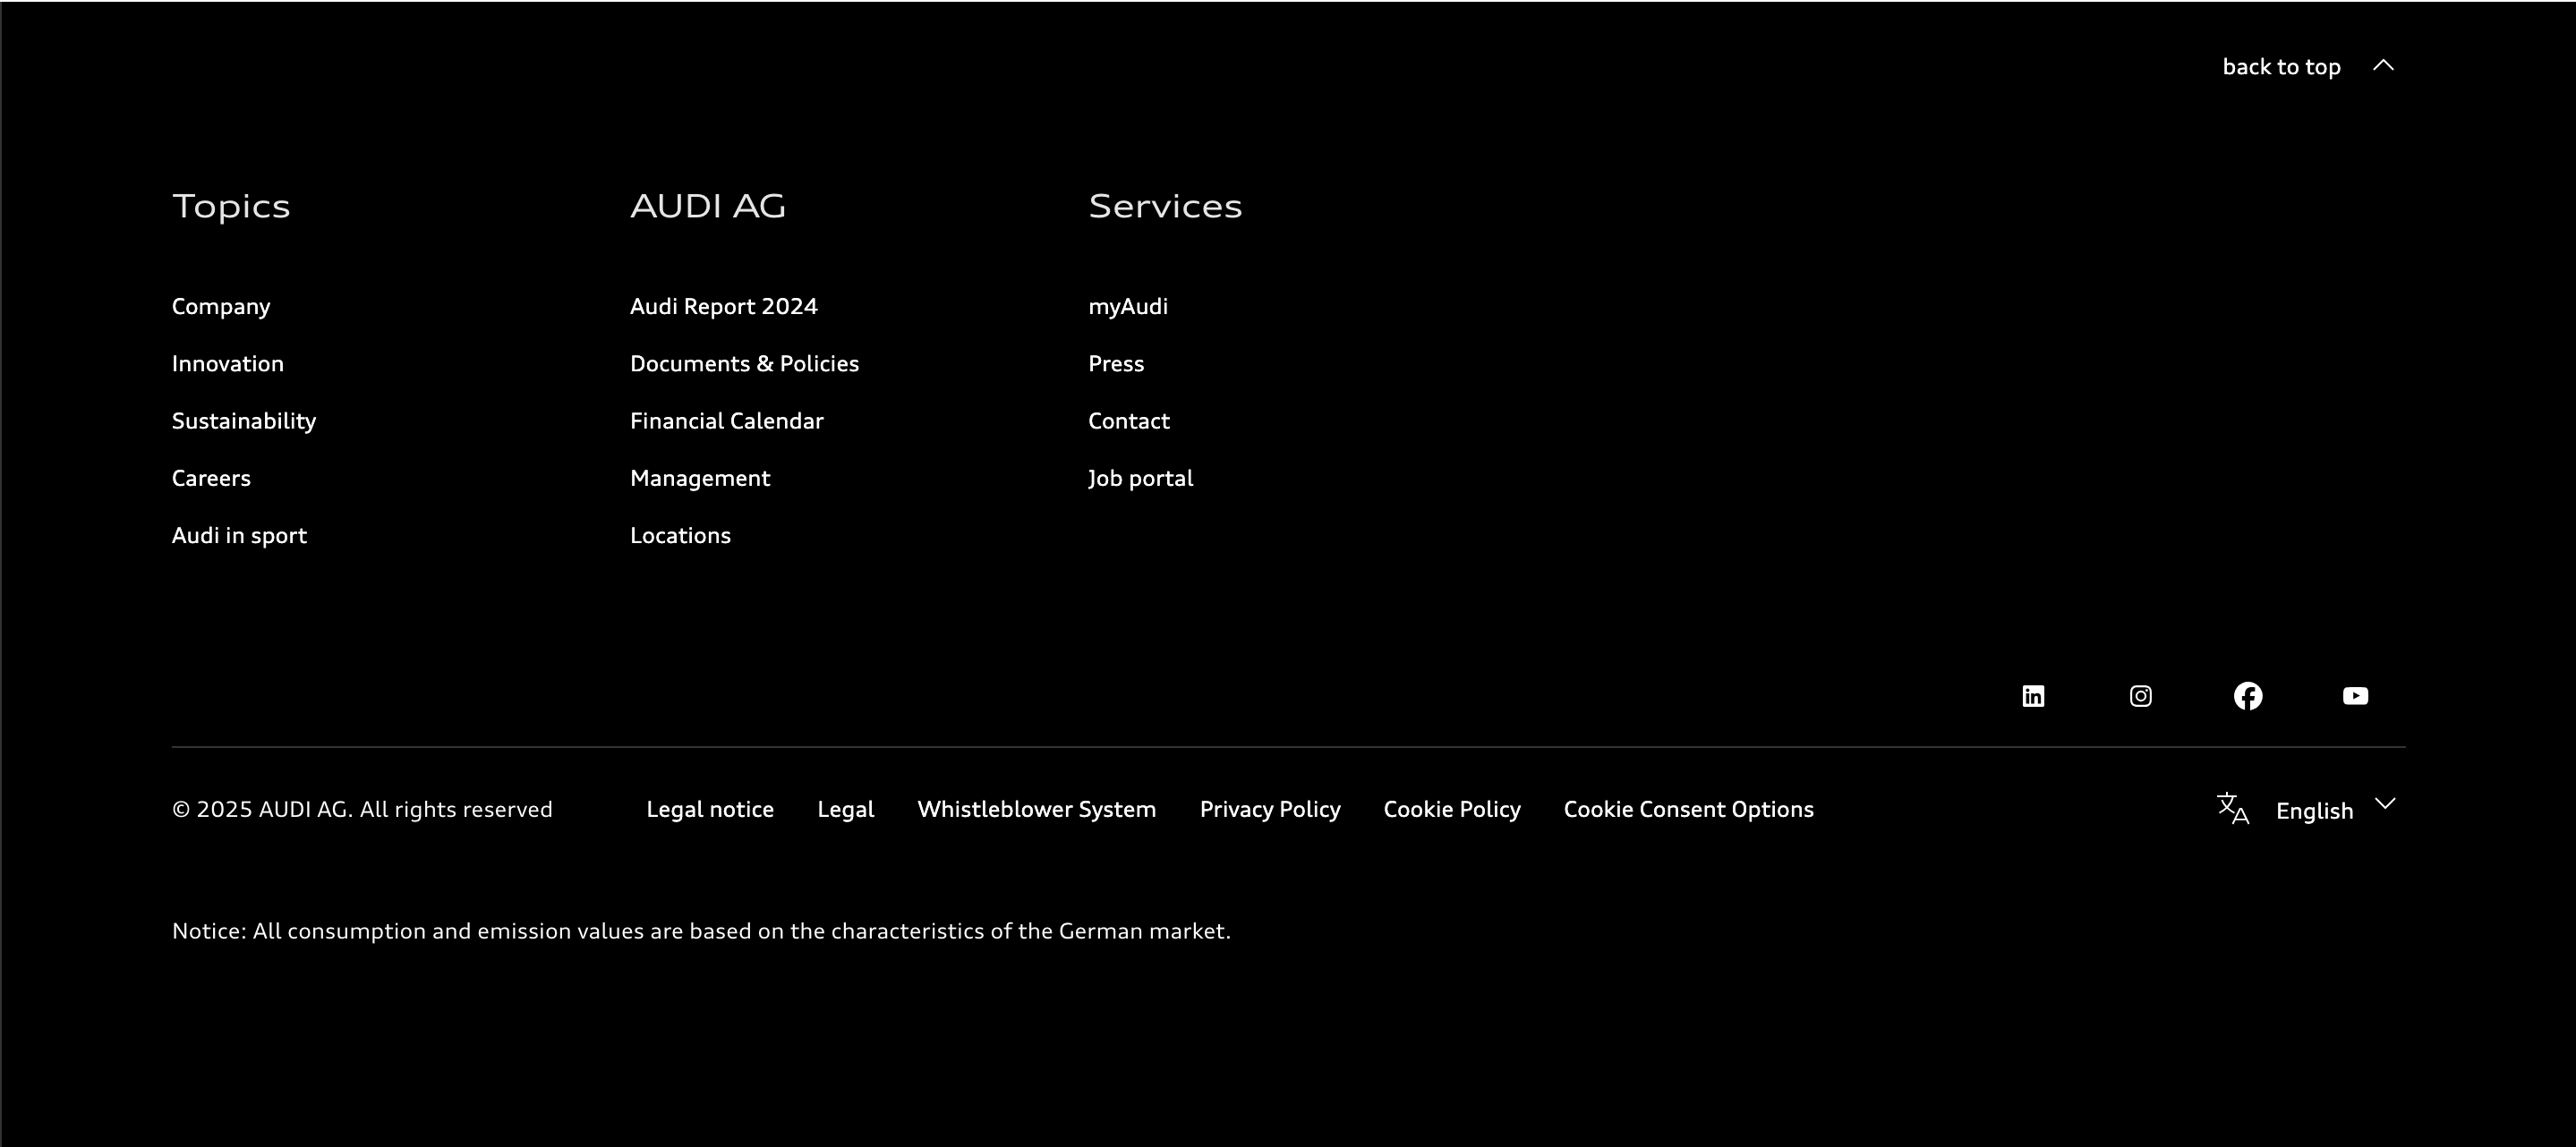 back to top
Topics
Company
Innovation
Sustainability
Careers
Audi in sport
AUDI AG
Audi Report 2024
Documents & Policies
Financial Calendar
Management
Locations
Services
myAudi
Press
Contact
Job portal
© 2025 AUDI AG. All rights reserved
Legal notice
Legal
Whistleblower System
Privacy Policy
Cookie Policy
Cookie Consent Options
English
Notice: All consumption and emission values are based on the characteristics of the German market.